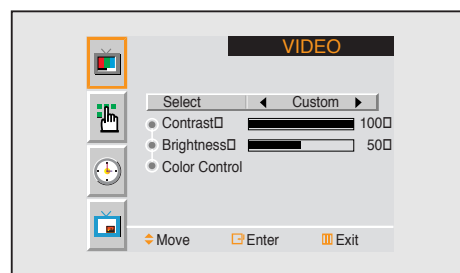 VIDEO
Select ◀ Custom ▶
Contrast□ 100□
Brightness□ 50□
Color Control
Move Enter Exit